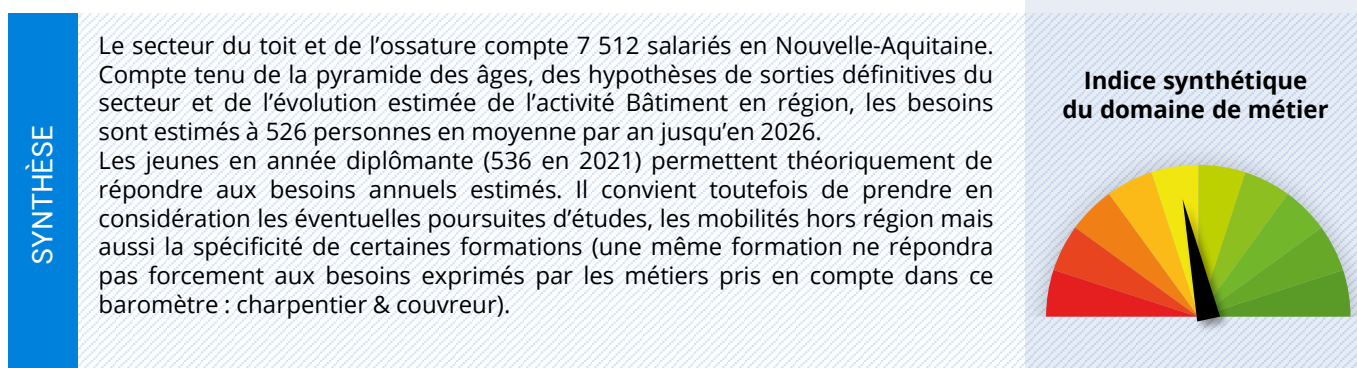 SYNTHÈSE
Le secteur du toit et de l’ossature compte 7 512 salariés en Nouvelle-Aquitaine.
Compte tenu de la pyramide des âges, des hypothèses de sorties définitives du
secteur et de l’évolution estimée de l’activité Bâtiment en région, les besoins
sont estimés à 526 personnes en moyenne par an jusqu’en 2026.
Les jeunes en année diplômante (536 en 2021) permettent théoriquement de
répondre aux besoins annuels estimés. Il convient toutefois de prendre en
considération les éventuelles poursuites d’études, les mobilités hors région mais
aussi la spécificité de certaines formations (une même formation ne répondra
pas forcement aux besoins exprimés par les métiers pris en compte dans ce
baromètre : charpentier & couvreur).
Indice synthétique
du domaine de métier